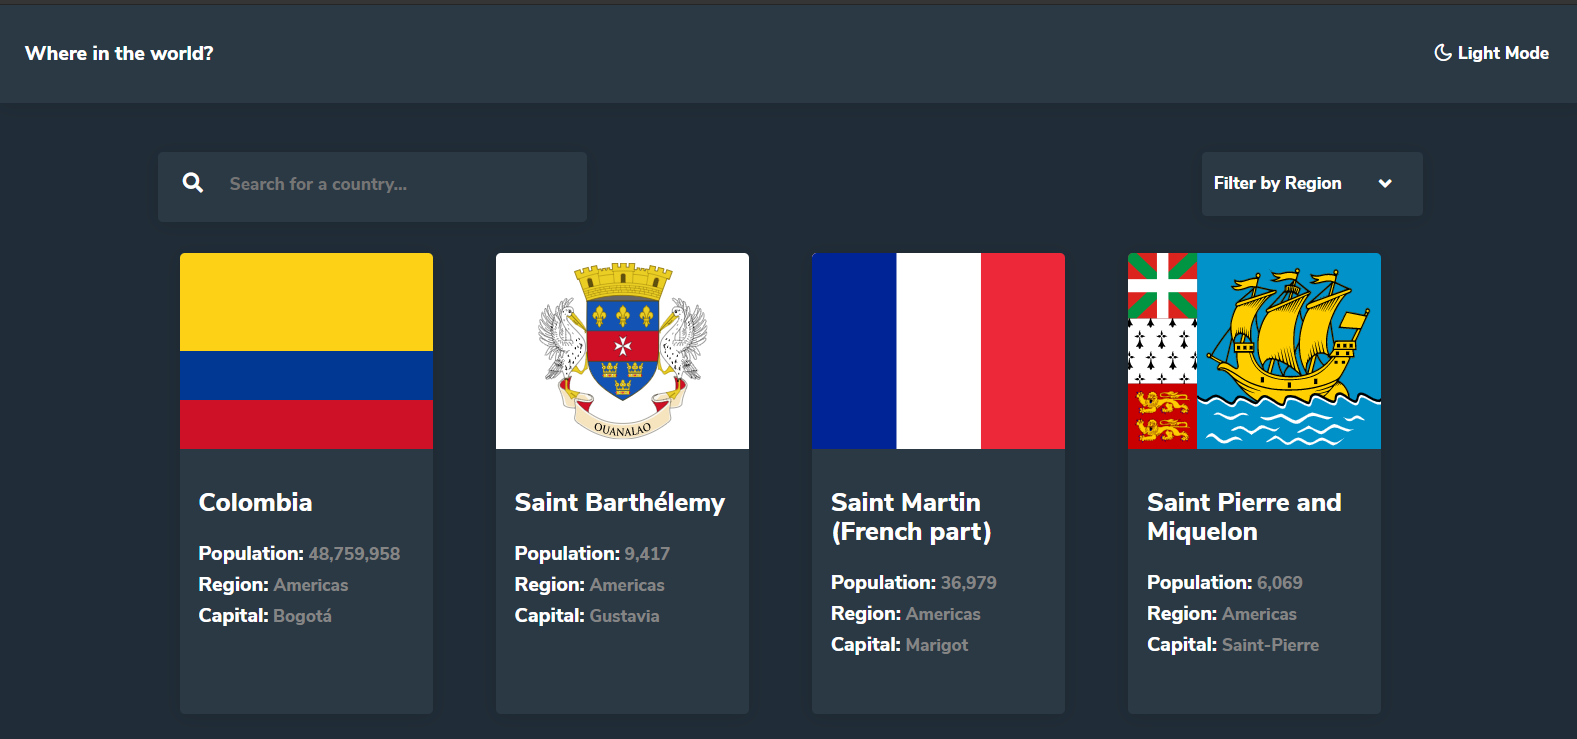 Where in the world?
Light Mode
Search for a country...
Filter by Region
OUANALAO
Colombia
Population: 48,759,958
Region: Americas
Capital: Bogotá
Saint Barthélemy
Population: 9,417
Region: Americas
Capital: Gustavia
Saint Martin
(French part)
Population: 36,979
Region: Americas
Capital: Marigot
Saint Pierre and
Miquelon
Population: 6,069
Region: Americas
Capital: Saint-Pierre